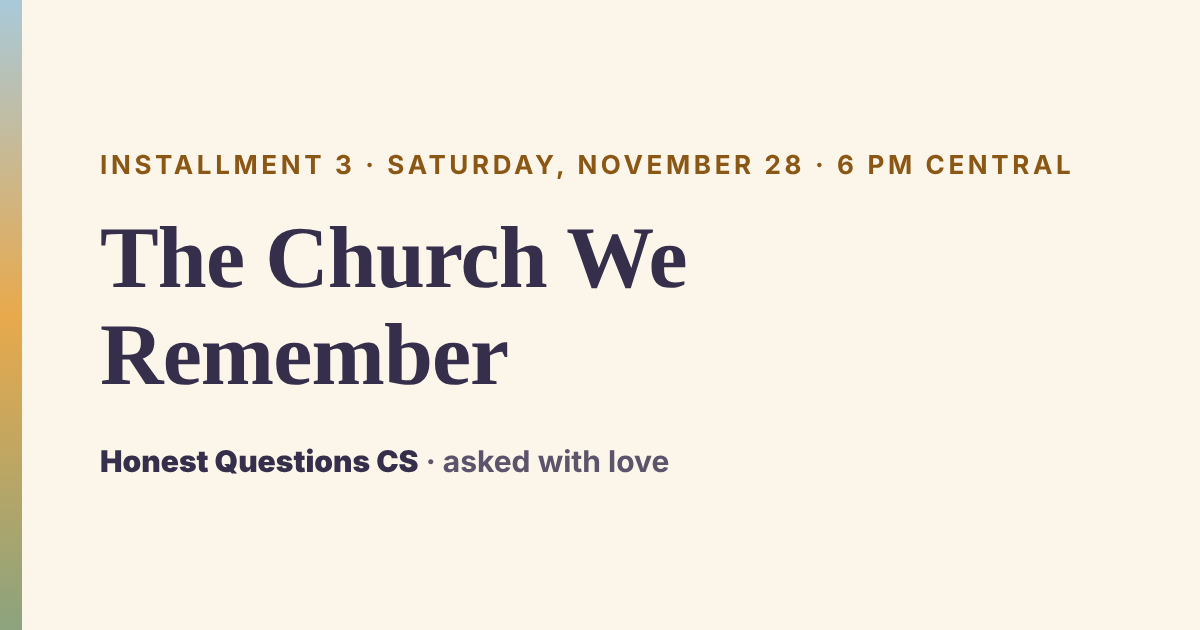 INSTALLMENT 3 · SATURDAY, NOVEMBER 28 · 6 PM CENTRAL
The Church We
Remember
Honest Questions CS · asked with love